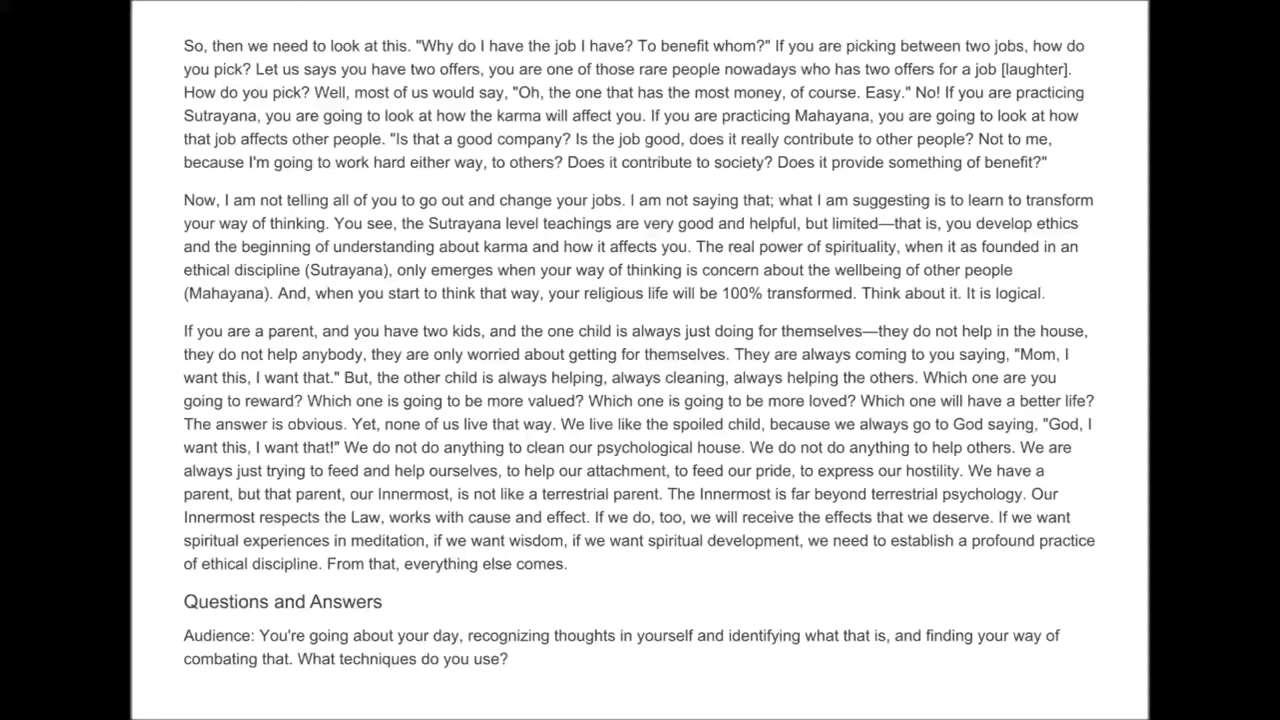 So, then we need to look at this. "Why do I have the job I have? To benefit whom?" If you are picking between two jobs, how do
you pick? Let us says you have two offers, you are one of those rare people nowadays who has two offers for a job [laughter].
How do you pick? Well, most of us would say, "Oh, the one that has the most money, of course. Easy." No! If you are practicing
Sutrayana, you are going to look at how the karma will affect you. If you are practicing Mahayana, you are going to look at how
that job affects other people. "Is that a good company? Is the job good, does it really contribute to other people? Not to me,
because I'm going to work hard either way, to others? Does it contribute to society? Does it provide something of benefit?"
Now, I am not telling all of you to go out and change your jobs. I am not saying that; what I am suggesting is to learn to transform
your way of thinking. You see, the Sutrayana level teachings are very good and helpful, but limited—that is, you develop ethics
and the beginning of understanding about karma and how it affects you. The real power of spirituality, when it as founded in an
ethical discipline (Sutrayana), only emerges when your way of thinking is concern about the wellbeing of other people
(Mahayana). And, when you start to think that way, your religious life will be 100% transformed. Think about it. It is logical.
If you are a parent, and you have two kids, and the one child is always just doing for themselves—they do not help in the house,
they do not help anybody, they are only worried about getting for themselves. They are always coming to you saying, "Mom, I
want this, I want that." But, the other child is always helping, always cleaning, always helping the others. Which one are you
going to reward? Which one is going to be more valued? Which one is going to be more loved? Which one will have a better life?
The answer is obvious. Yet, none of us live that way. We live like the spoiled child, because we always go to God saying, "God, I
want this, I want that!" We do not do anything to clean our psychological house. We do not do anything to help others. We are
always just trying to feed and help ourselves, to help our attachment, to feed our pride, to express our hostility. We have a
parent, but that parent, our Innermost, is not like a terrestrial parent. The Innermost is far beyond terrestrial psychology. Our
Innermost respects the Law, works with cause and effect. If we do, too, we will receive the effects that we deserve. If we want
spiritual experiences in meditation, if we want wisdom, if we want spiritual development, we need to establish a profound practice
of ethical discipline. From that, everything else comes.
Questions and Answers
Audience: You're going about your day, recognizing thoughts in yourself and identifying what that is, and finding your way of
combating that. What techniques do you use?